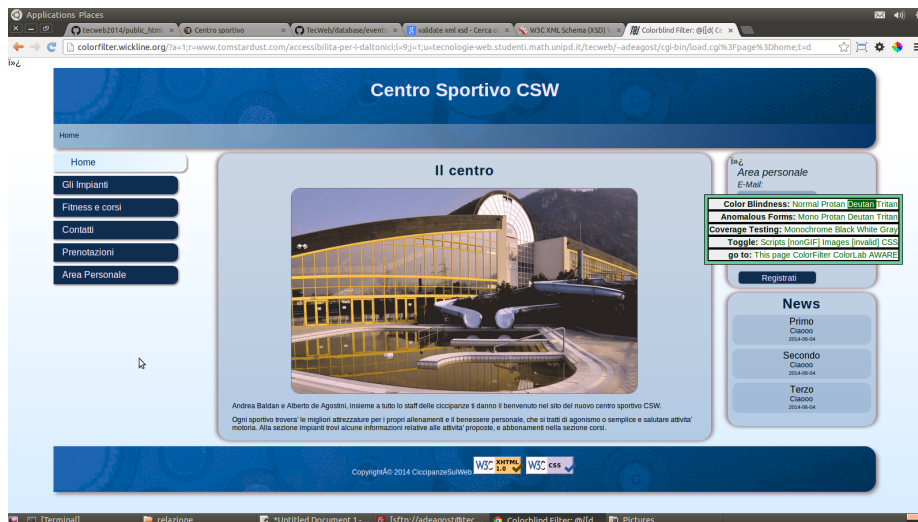 Applications Places
tecweb2014/public_html
Centro sportivo
TecWeb/database/events
validate xml xsd - Cerca co
W3C XML Schema (XSD) V
Colorblind Filter: @[[d( Ce
colorfilter.wickline.org/?a=1;r=www.tomstardust.com/accessibilita-per-i-daltonici/;l=9;j=1;u=tecnologie-web.studenti.math.unipd.it/tecweb/~adeagost/cgi-bin/load.cgi%3Fpage%3Dhome;t=d
ï»¿
Centro Sportivo CSW
Home
Home
Gli Impianti
Fitness e corsi
Contatti
Prenotazioni
Area Personale
Il centro
Andrea Baldan e Alberto de Agostini, insieme a tutto lo staff delle ciccipanze ti danno il benvenuto nel sito del nuovo centro sportivo CSW.
Ogni sportivo trovera' le migliori attrezzature per i propri allenamenti e il benessere personale, che si tratti di agonismo o semplice e salutare attivita'
motoria. Alla sezione impianti trovi alcune informazioni relative alle attivita' proposte, e abbonamenti nella sezione corsi.
ï»¿
Area personale
E-Mail:
Color Blindness: Normal Protan Deutan Tritan
Anomalous Forms: Mono Protan Deutan Tritan
Coverage Testing: Monochrome Black White Gray
Toggle: Scripts [nonGIF] Images [invalid] CSS
go to: This page ColorFilter ColorLab AWARE
Registrati
News
Primo
Ciaooo
2014-06-04
Secondo
Ciaooo
2014-06-04
Terzo
Ciaooo
2014-06-04
CopyrightÂ© 2014 CiccipanzeSulWeb
W3C XHTML 1.0
W3C css
[Terminal]
relazione
*Untitled Document 1 -
[sftp://adeagost@tec
Colorblind Filter: @[[d
Pictures